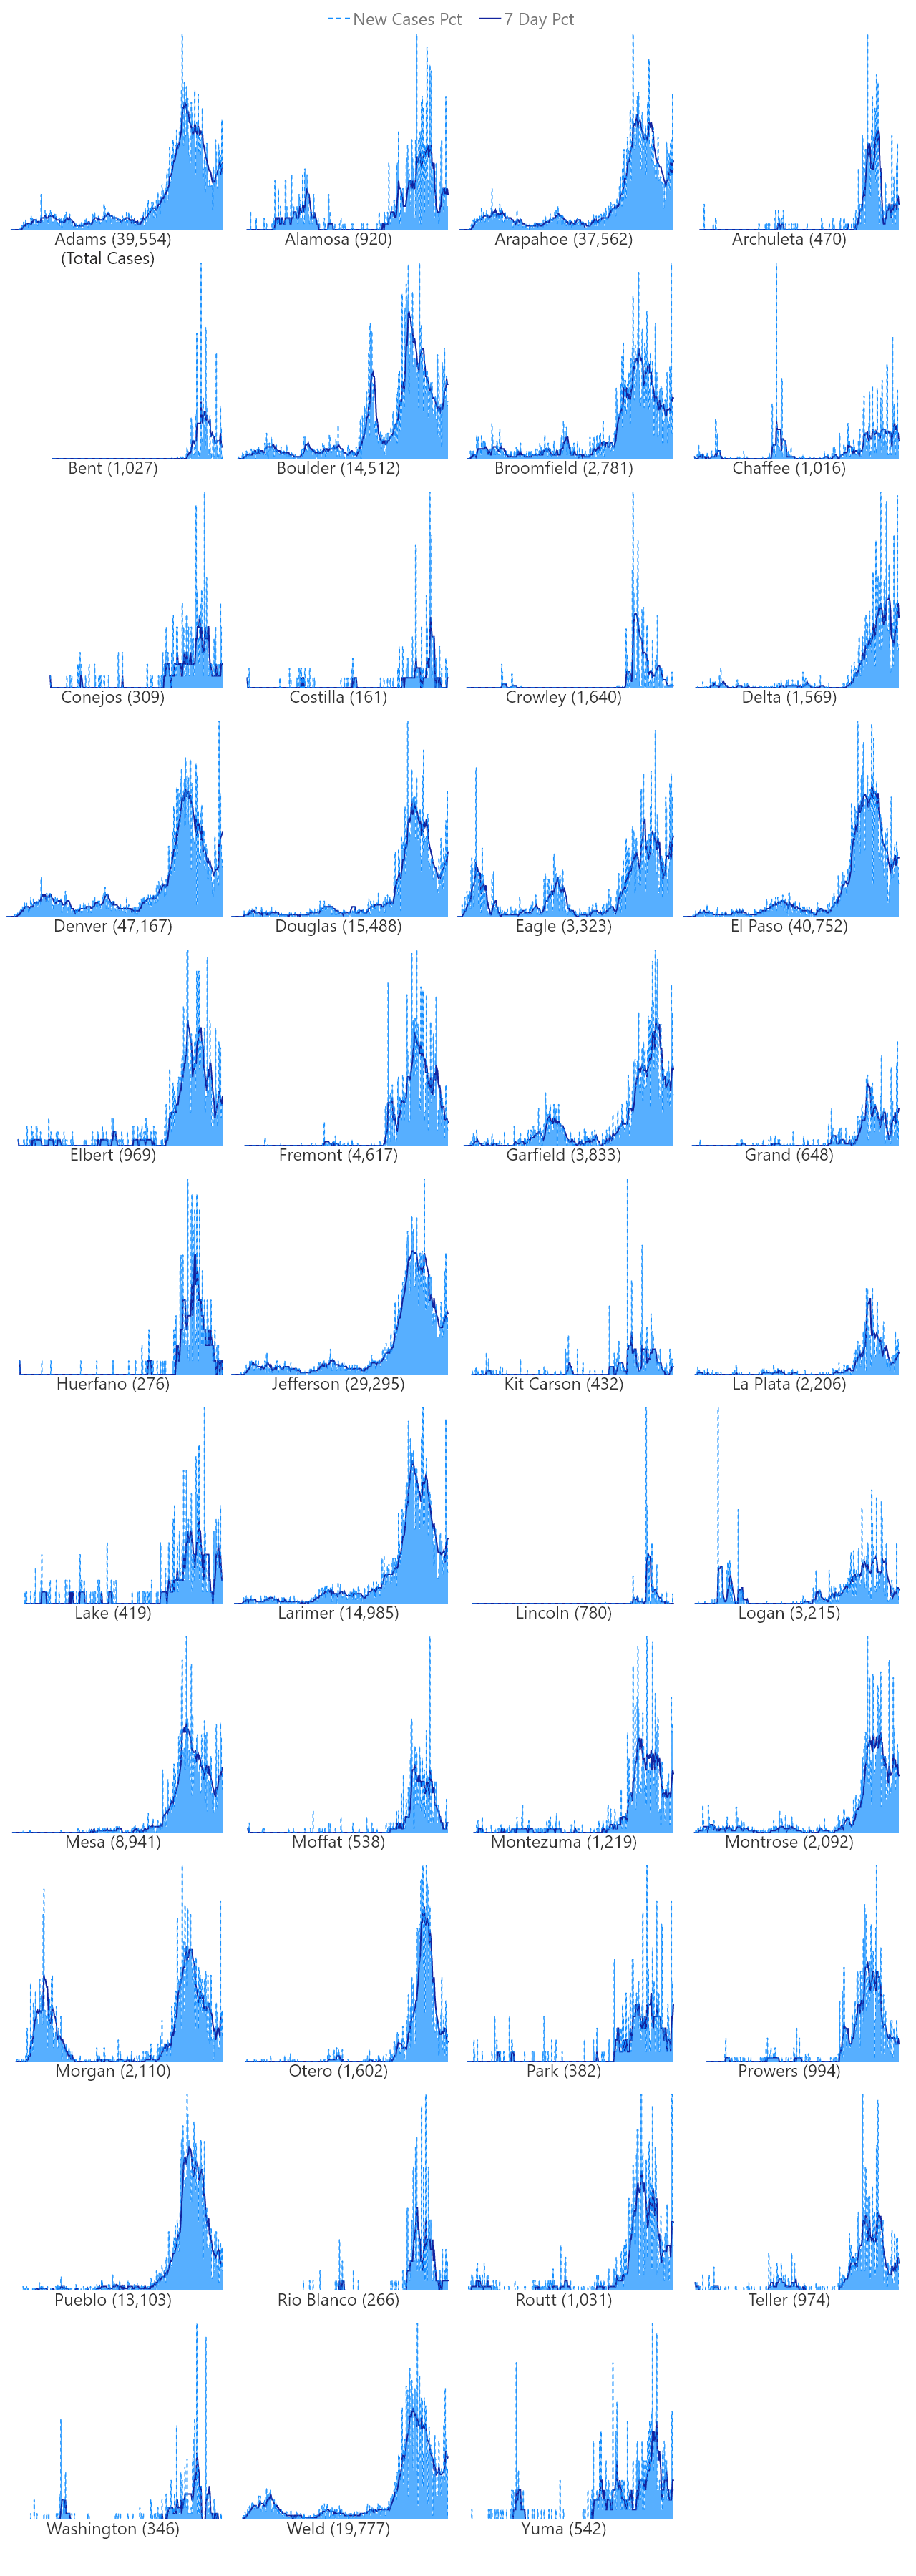 New Cases Pct 7 Day Pct
Adams (39,554) Alamosa (920) Arapahoe (37,562) Archuleta (470)
(Total Cases)
Bent (1,027) Boulder (14,512) Broomfield (2,781) Chaffee (1,016)
Conejos (309) Costilla (161) Crowley (1,640) Delta (1,569)
Denver (47,167) Douglas (15,488) Eagle (3,323) El Paso (40,752)
Elbert (969) Fremont (4,617) Garfield (3,833) Grand (648)
Huerfano (276) Jefferson (29,295) Kit Carson (432) La Plata (2,206)
Lake (419) Larimer (14,985) Lincoln (780) Logan (3,215)
Mesa (8,941) Moffat (538) Montezuma (1,219) Montrose (2,092)
Morgan (2,110) Otero (1,602) Park (382) Prowers (994)
Pueblo (13,103) Rio Blanco (266) Routt (1,031) Teller (974)
Washington (346) Weld (19,777) Yuma (542)